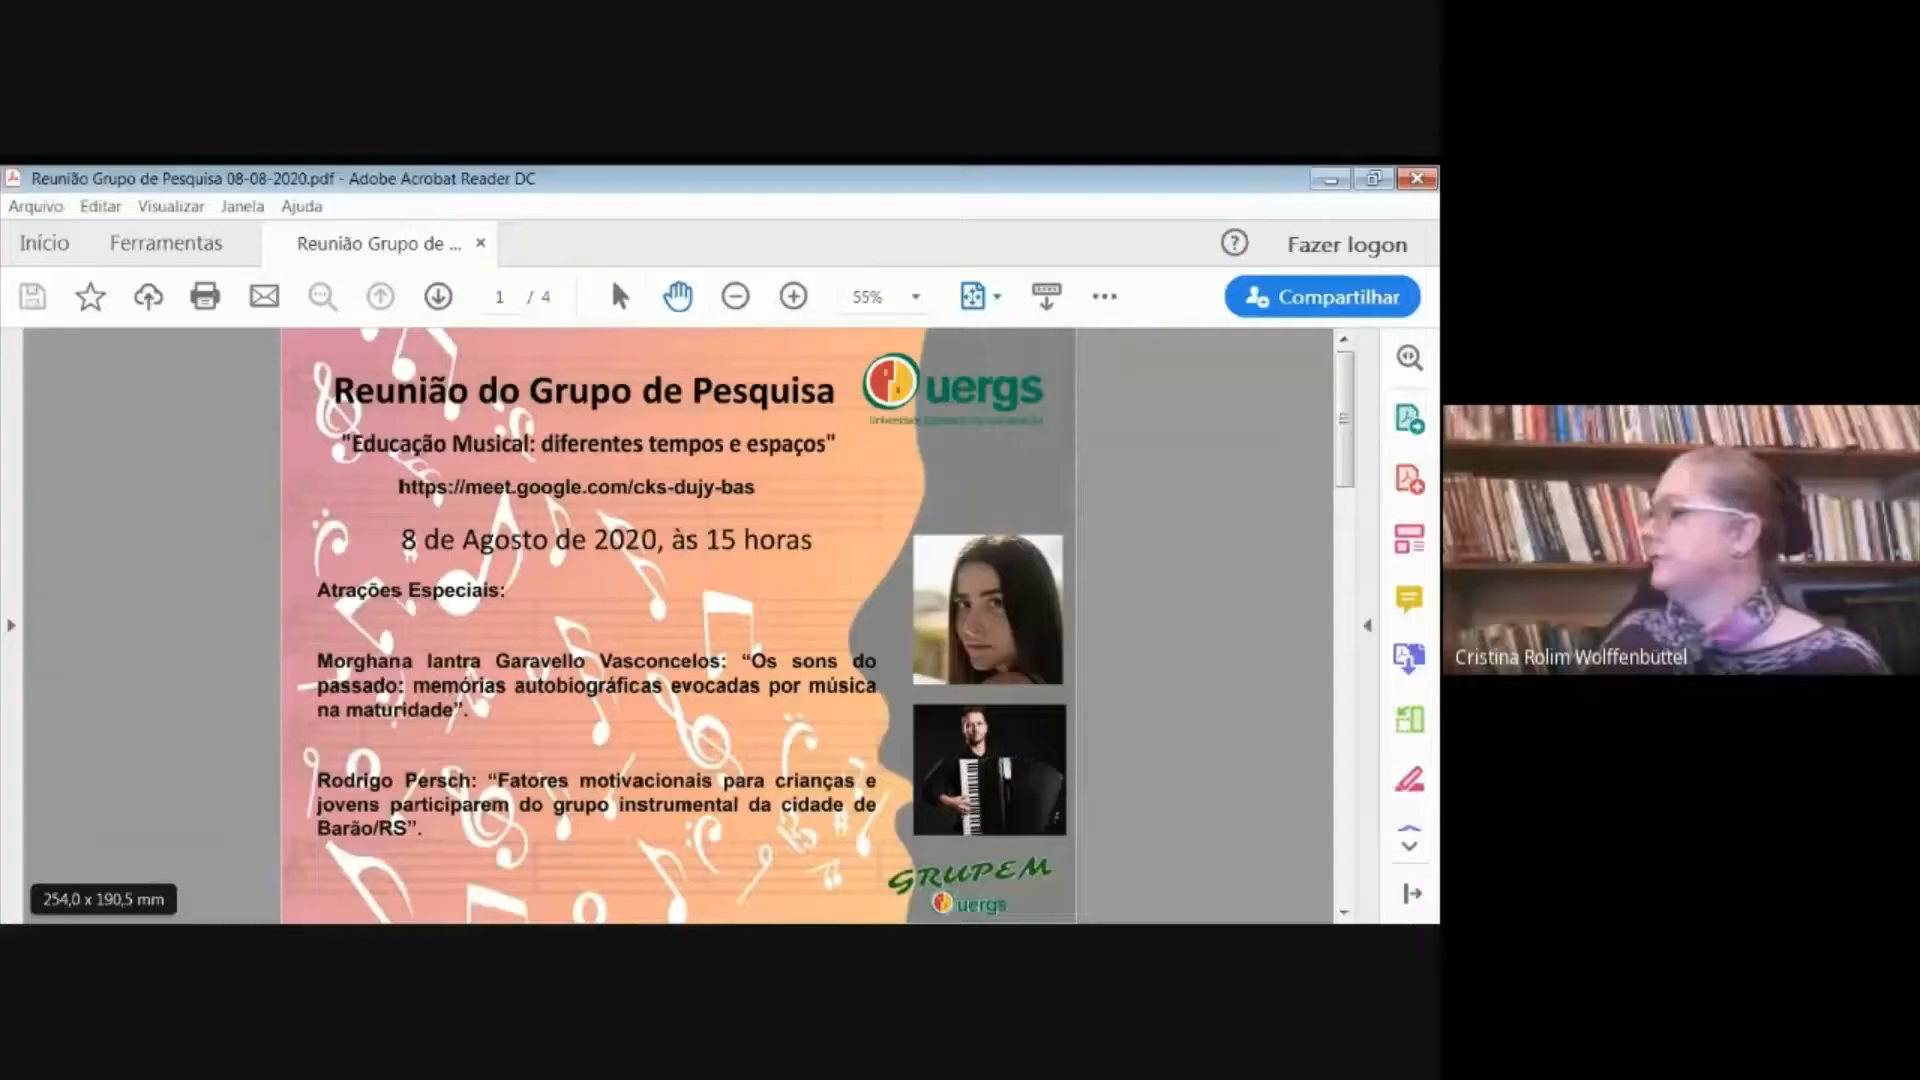 Reunião Grupo de Pesquisa 08-08-2020.pdf - Adobe Acrobat Reader DC
Arquivo Editar Visualizar Janela Ajuda
Início Ferramentas Reunião Grupo de ... × Fazer logon
1 / 4 55% Compartilhar
Reunião do Grupo de Pesquisa
uergs
"Educação Musical: diferentes tempos e espaços"
https://meet.google.com/cks-dujy-bas
8 de Agosto de 2020, às 15 horas
Atrações Especiais:
Morghana Iantra Garavello Vasconcelos: “Os sons do
passado: memórias autobiográficas evocadas por música
na maturidade”.
Rodrigo Persch: “Fatores motivacionais para crianças e
jovens participarem do grupo instrumental da cidade de
Barão/RS”.
GRUPEM
uergs
254,0 x 190,5 mm
Cristina Rolim Wolffenbüttel